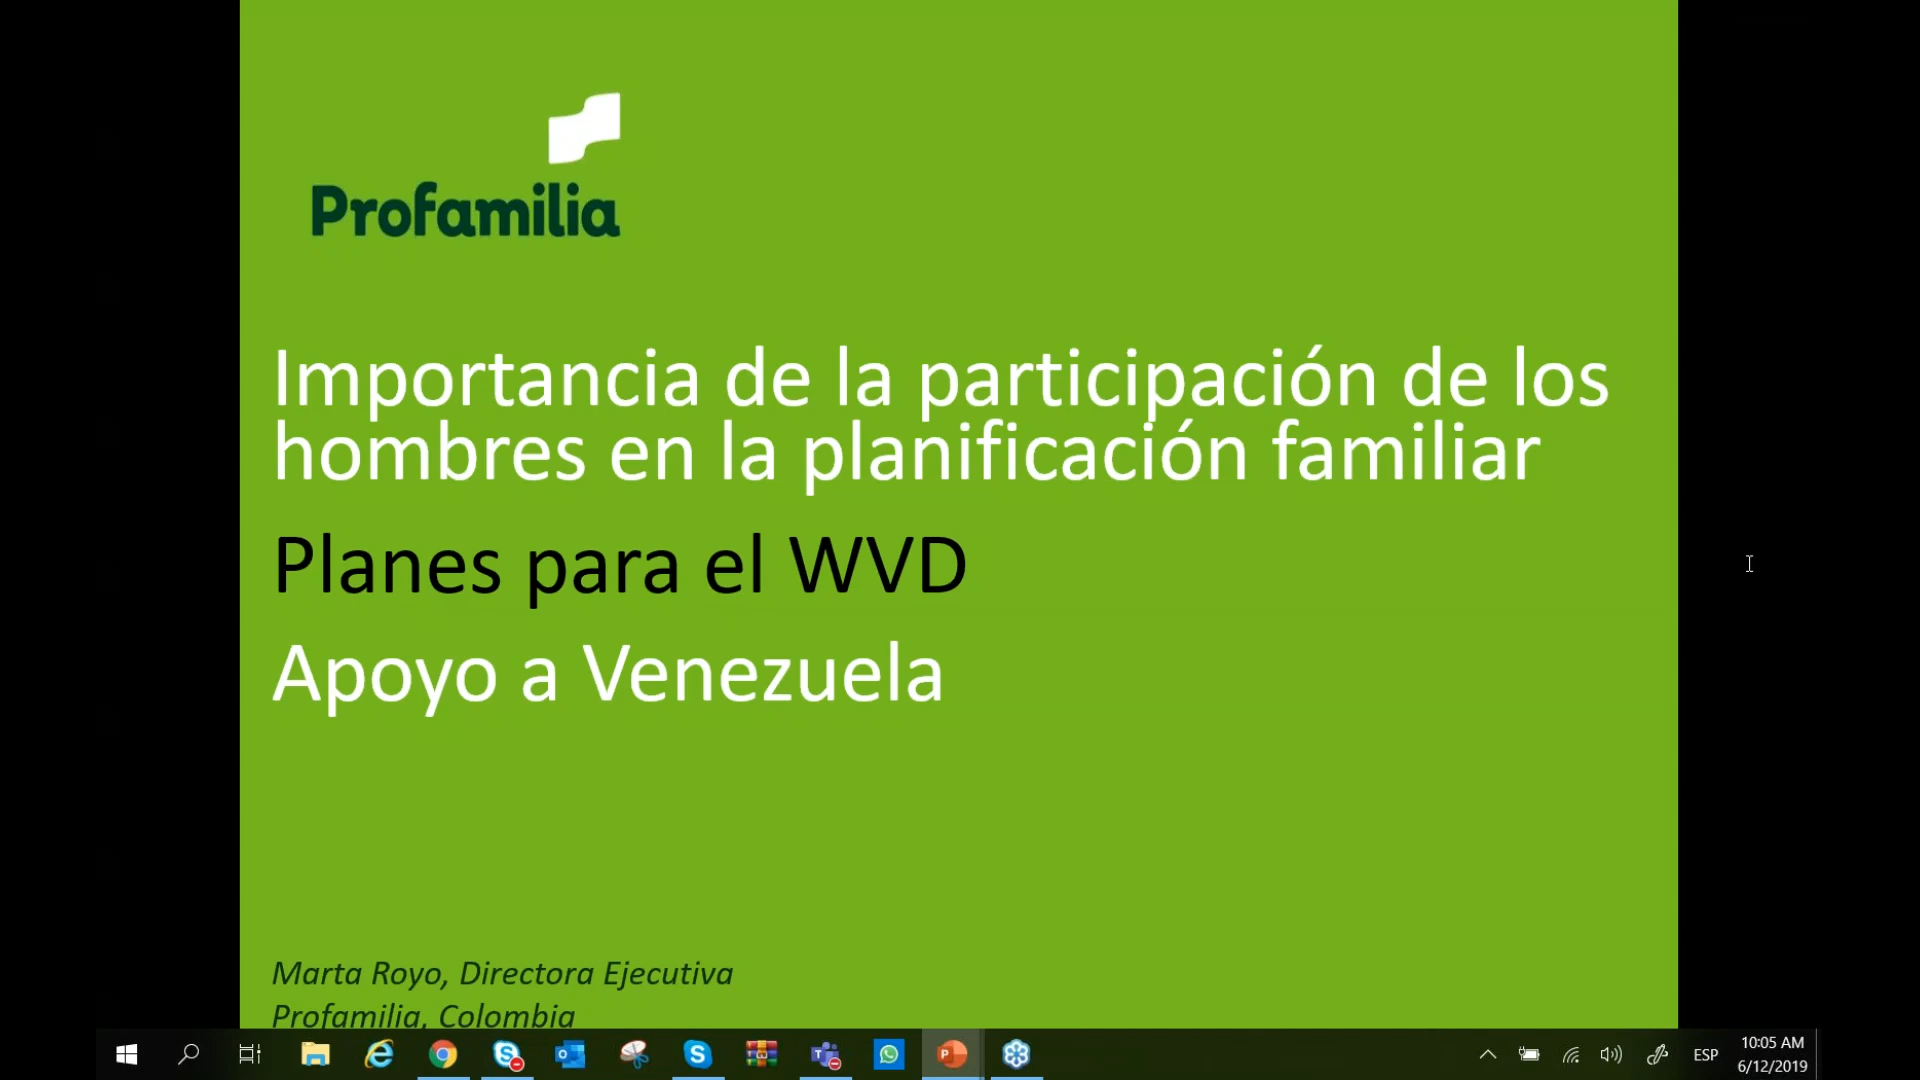 Profamilia
Importancia de la participación de los
hombres en la planificación familiar
Planes para el WVD
Apoyo a Venezuela
Marta Royo, Directora Ejecutiva
Profamilia, Colombia
ESP
10:05 AM
6/12/2019